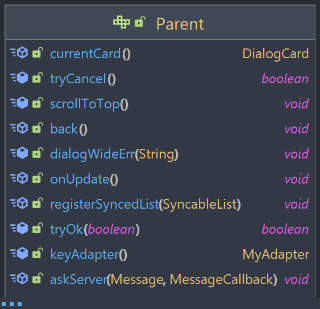 Parent
currentCard() DialogCard
tryCancel() boolean
scrollToTop() void
back() void
dialogWideErr(String) void
onUpdate() void
registerSyncedList(SyncableList) void
tryOk(boolean) boolean
keyAdapter() MyAdapter
askServer(Message, MessageCallback) void